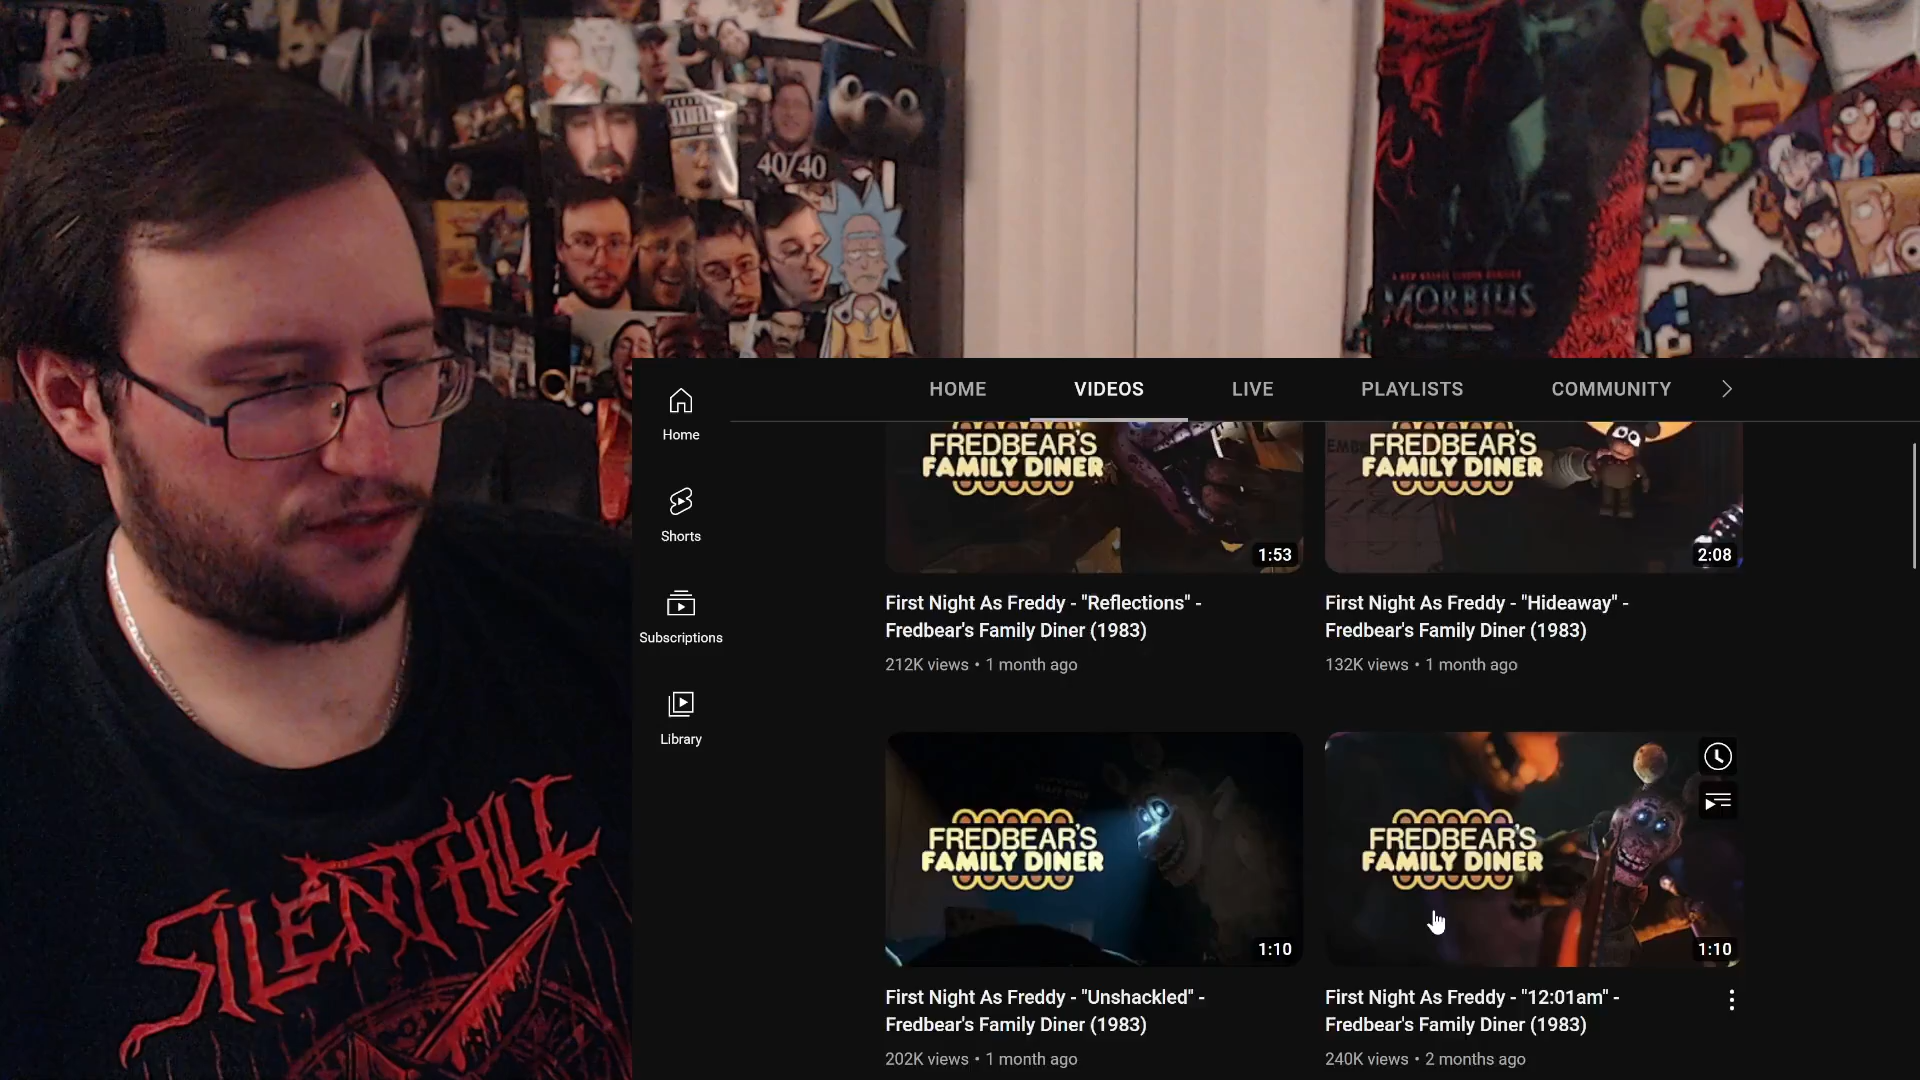 40/40
MORBIUS
HOME
VIDEOS
LIVE
PLAYLISTS
COMMUNITY
Home
Shorts
Subscriptions
Library
FREDBEAR'S
FAMILY DINER
1:53
FREDBEAR'S
FAMILY DINER
2:08
First Night As Freddy - "Reflections" -
Fredbear's Family Diner (1983)
212K views • 1 month ago
First Night As Freddy - "Hideaway" -
Fredbear's Family Diner (1983)
132K views • 1 month ago
FREDBEAR'S
FAMILY DINER
1:10
FREDBEAR'S
FAMILY DINER
1:10
First Night As Freddy - "Unshackled" -
Fredbear's Family Diner (1983)
202K views • 1 month ago
First Night As Freddy - "12:01am" -
Fredbear's Family Diner (1983)
240K views • 2 months ago
SILENT HILL